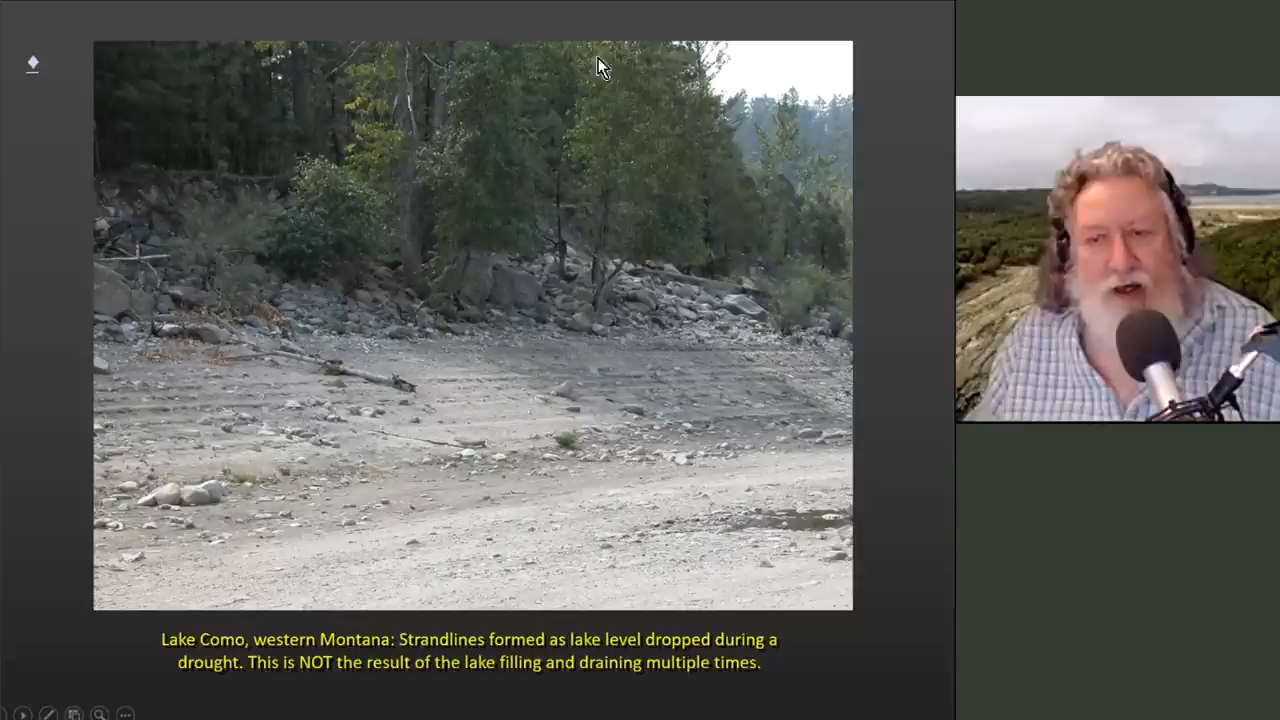 Lake Como, western Montana: Strandlines formed as lake level dropped during a
drought. This is NOT the result of the lake filling and draining multiple times.